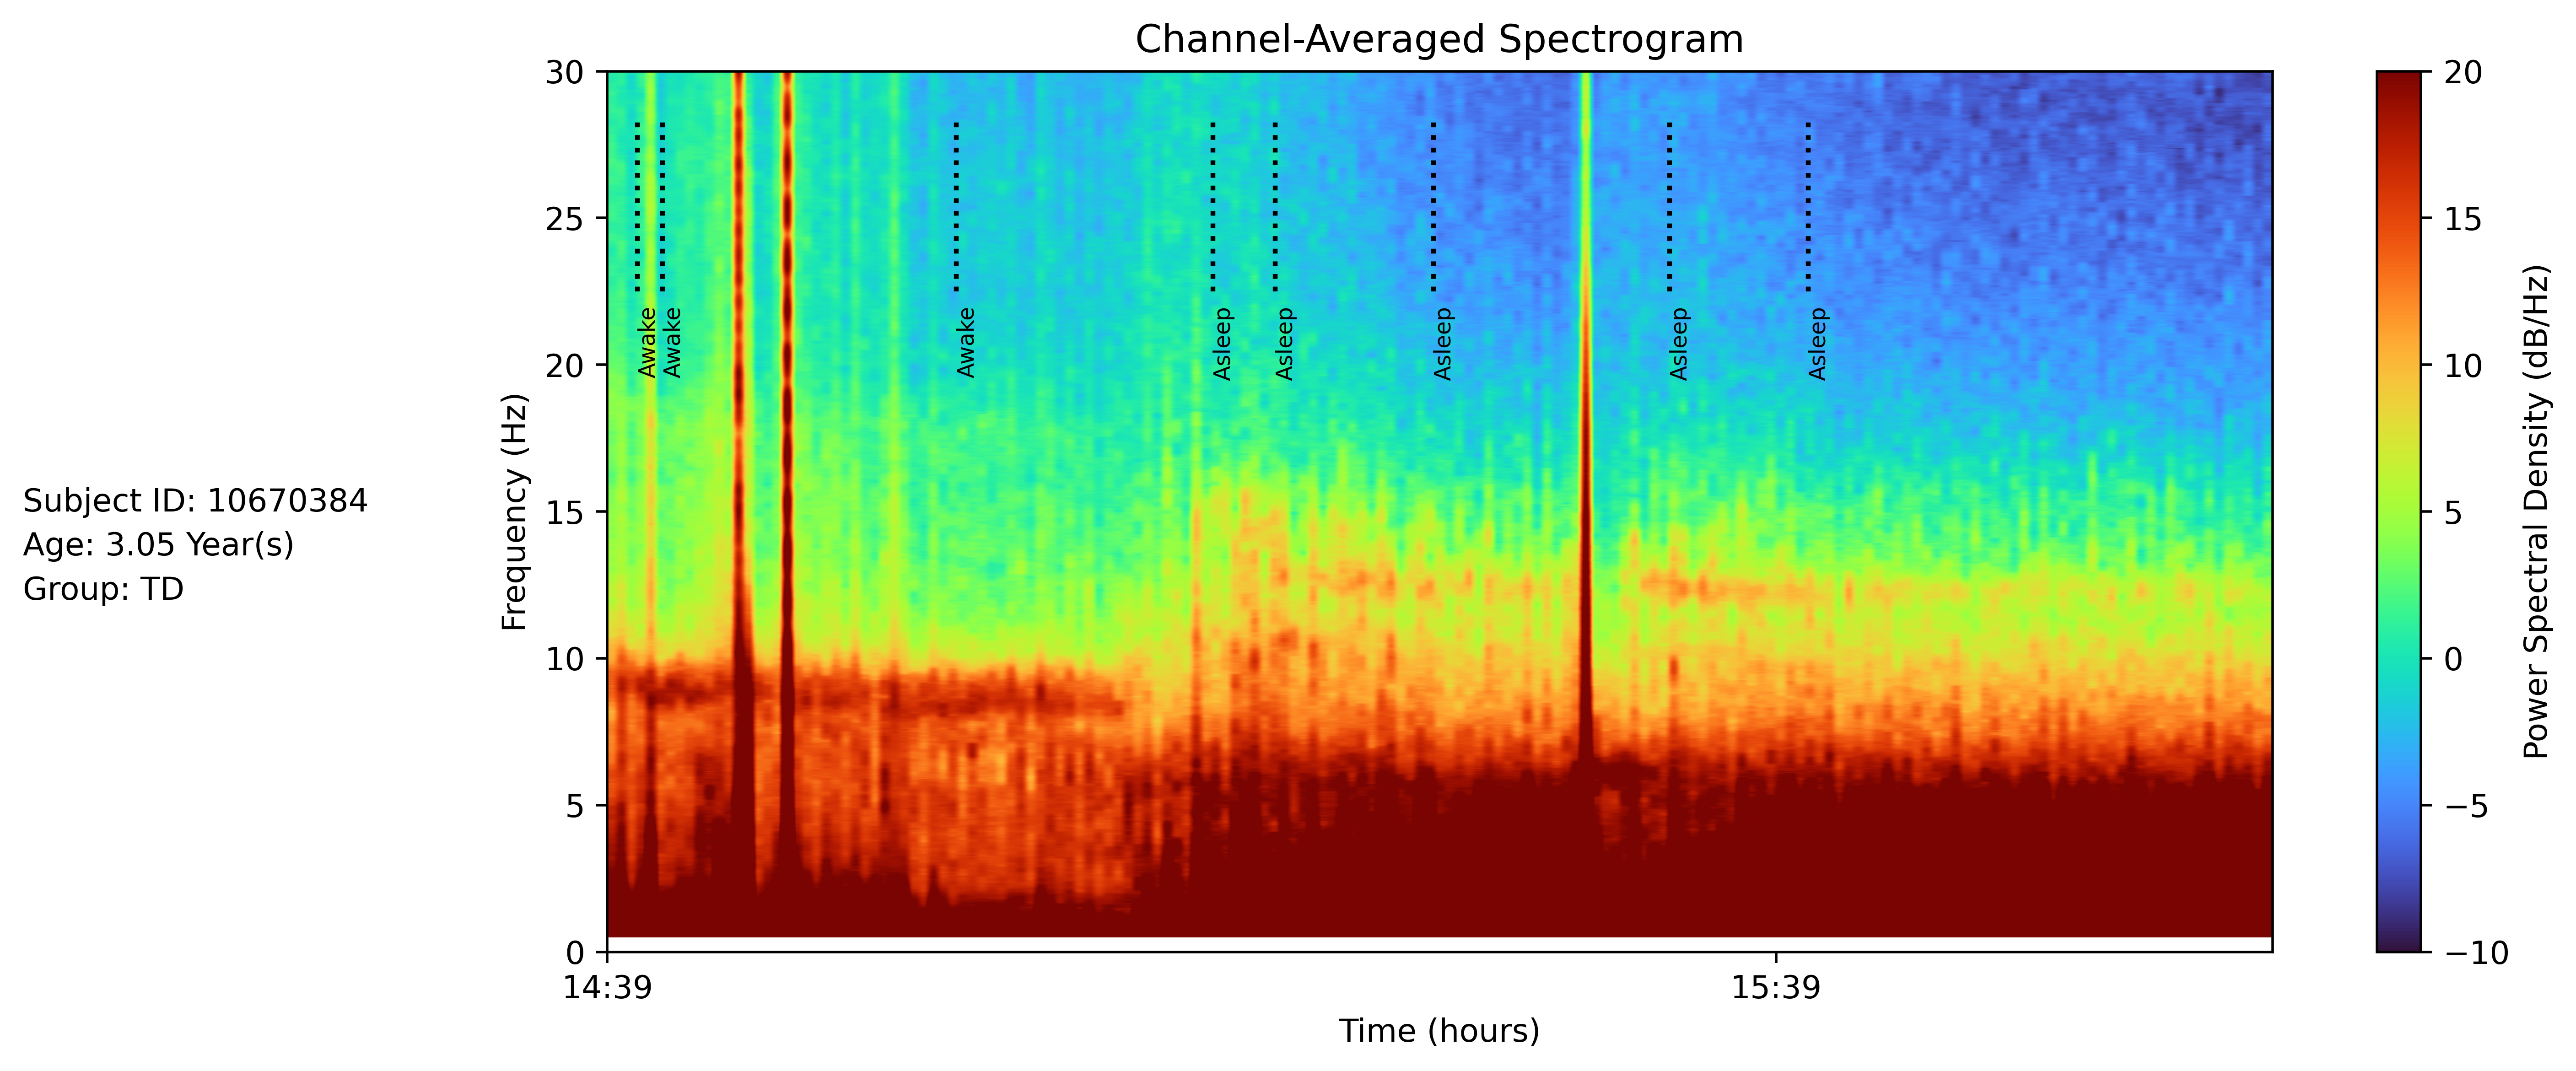 Channel-Averaged Spectrogram
Subject ID: 10670384
Age: 3.05 Year(s)
Group: TD
Frequency (Hz)
30
25
20
15
10
5
0
Awake
Awake
Awake
Asleep
Asleep
Asleep
Asleep
Asleep
14:39
15:39
Time (hours)
20
15
10
5
0
−5
−10
Power Spectral Density (dB/Hz)